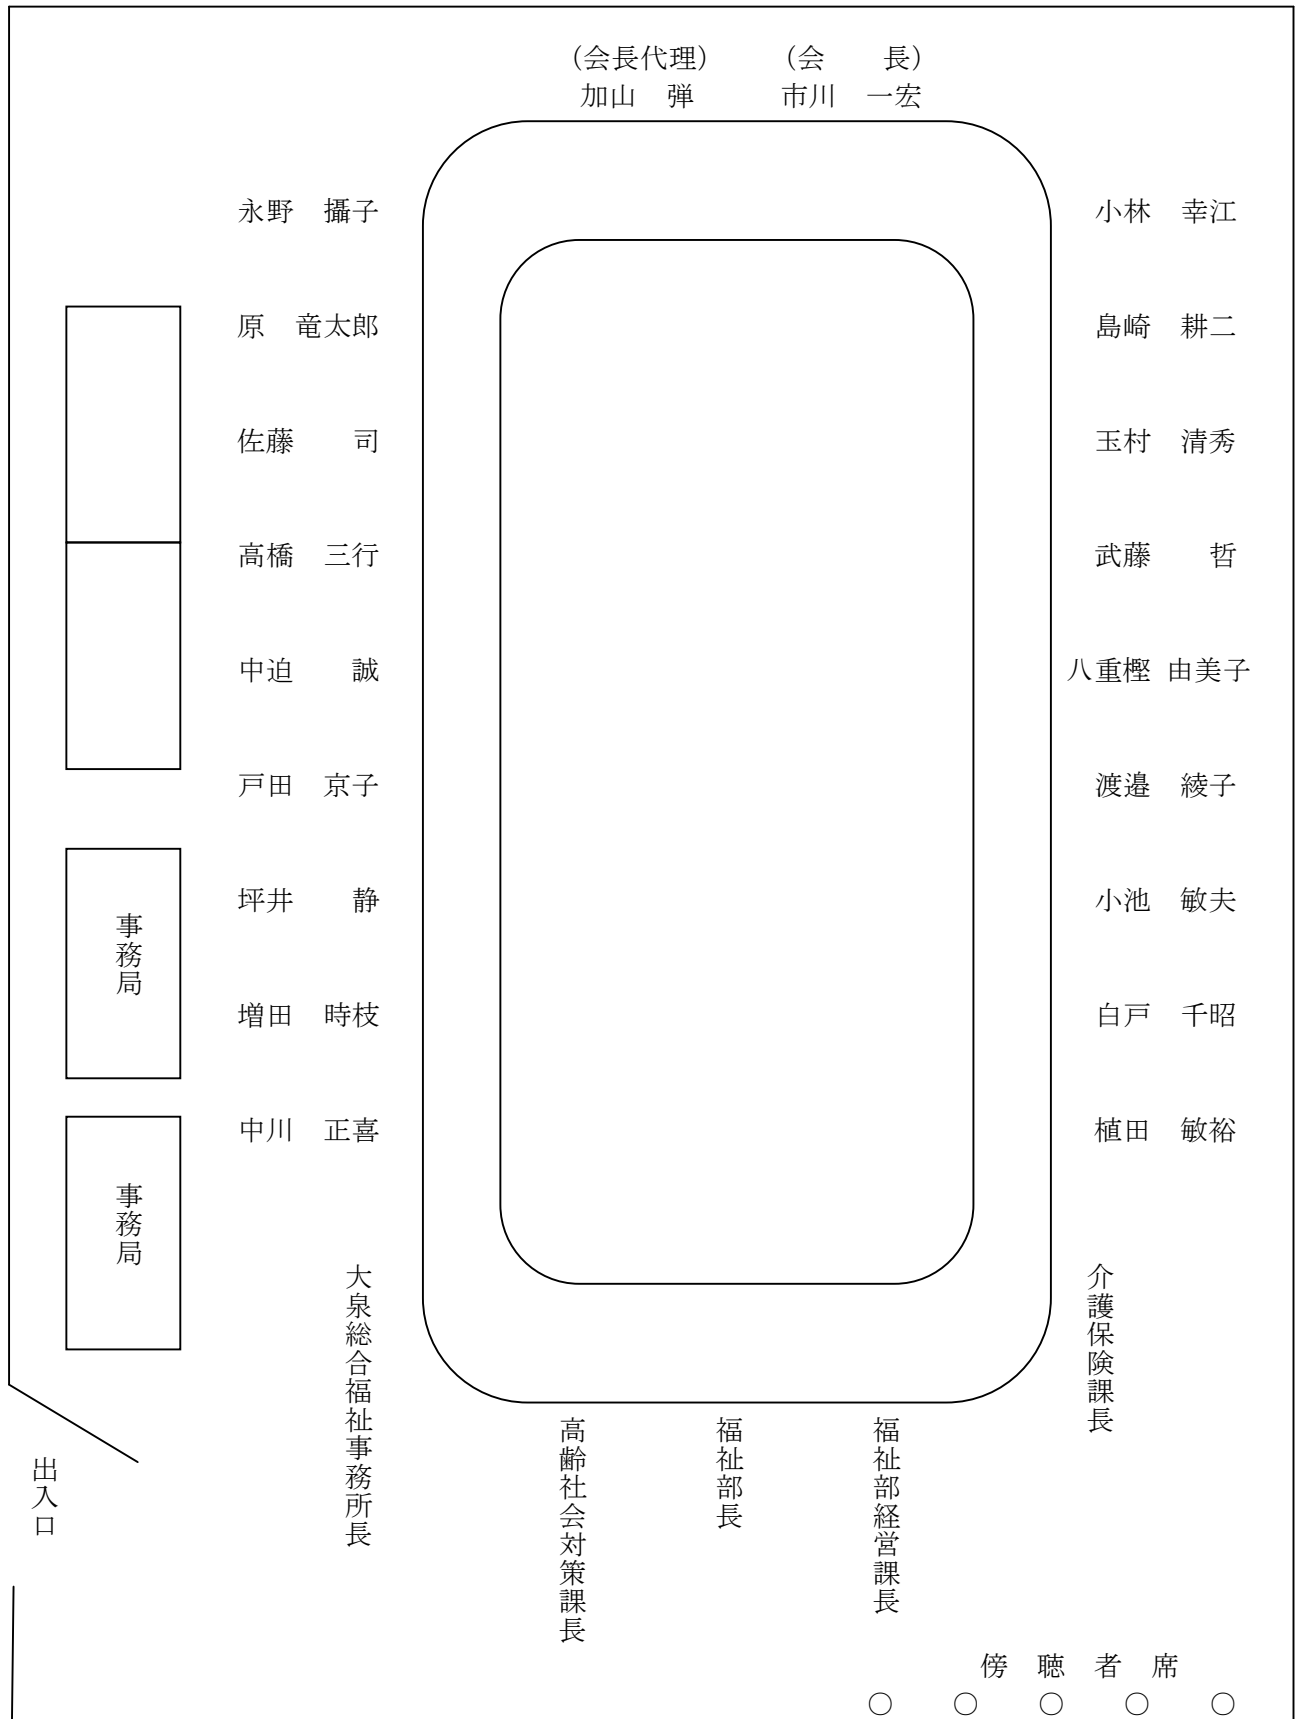 （会長代理）　　（会　　長）
加山　弾　　　市川　一宏
永野　攝子　　　小林　幸江
原　竜太郎　　　島崎　耕二
佐藤　　司　　　玉村　清秀
高橋　三行　　　武藤　　哲
中迫　　誠　　　八重樫 由美子
戸田　京子　　　渡邉　綾子
坪井　　静　　　小池　敏夫
増田　時枝　　　白戸　千昭
中川　正喜　　　植田　敏裕
事務局
事務局
大泉総合福祉事務所長
高齢社会対策課長
福祉部長
福祉部経営課長
介護保険課長
出入口
傍　聴　者　席
○　○　○　○　○